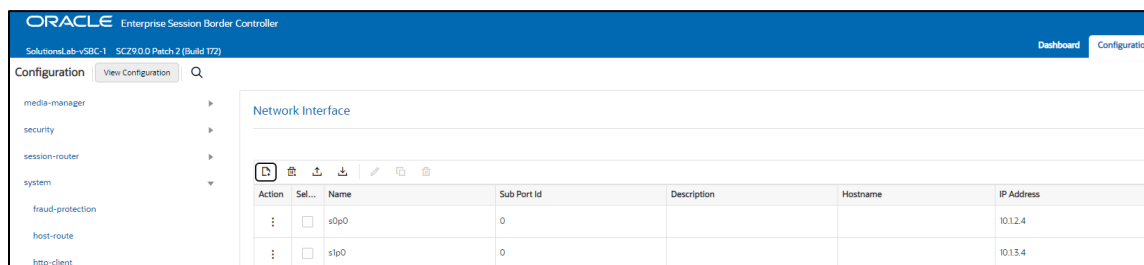 ORACLE Enterprise Session Border Controller
SolutionsLab-vSBC-1 SCZ9.0.0 Patch 2 (Build 172)
Dashboard Configuratio
Configuration View Configuration
media-manager
security
session-router
system
fraud-protection
host-route
http-client
Network Interface
Action Sel... Name Sub Port Id Description Hostname IP Address
s0p0 0 10.1.2.4
s1p0 0 10.1.3.4